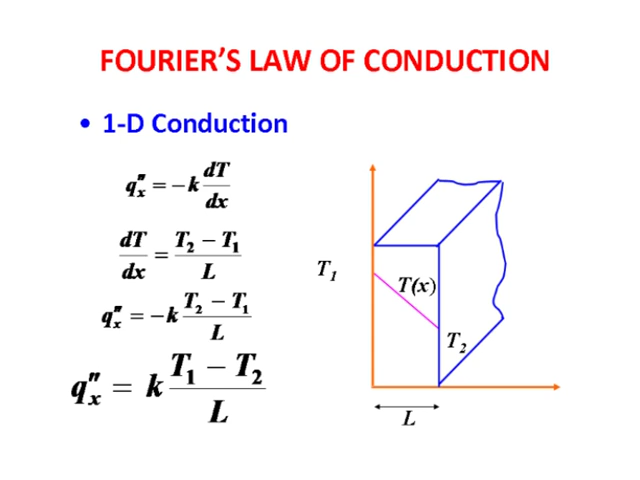 FOURIER'S LAW OF CONDUCTION
• 1-D Conduction
q″ₓ = −k dT/dx
dT/dx = (T₂ − T₁)/L
q″ₓ = −k (T₂ − T₁)/L
q″ₓ = k (T₁ − T₂)/L
T₁
T(x)
T₂
L